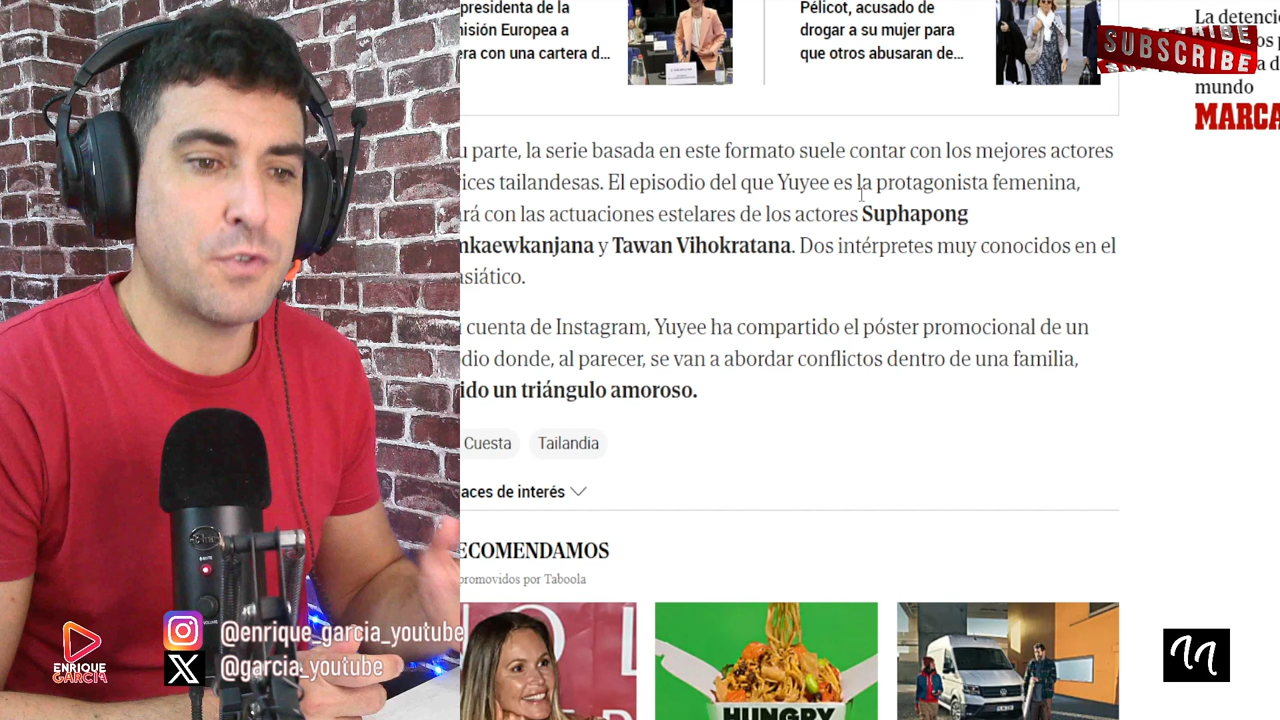 presidenta de la
misión Europea a
era con una cartera d...
Pélicot, acusado de
drogar a su mujer para
que otros abusaran de...
La detenció
mundo
MARCA
SUBSCRIBE
u parte, la serie basada en este formato suele contar con los mejores actores
ices tailandesas. El episodio del que Yuyee es la protagonista femenina,
ará con las actuaciones estelares de los actores Suphapong
mkaewkanjana y Tawan Vihokratana. Dos intérpretes muy conocidos en el
asiático.
cuenta de Instagram, Yuyee ha compartido el póster promocional de un
dio donde, al parecer, se van a abordar conflictos dentro de una familia,
ido un triángulo amoroso.
Cuesta Tailandia
aces de interés
ECOMENDAMOS
promovidos por Taboola
@enrique_garcia_youtube
@garcia_youtube
ENRIQUE
GARCIA
HUNGRY